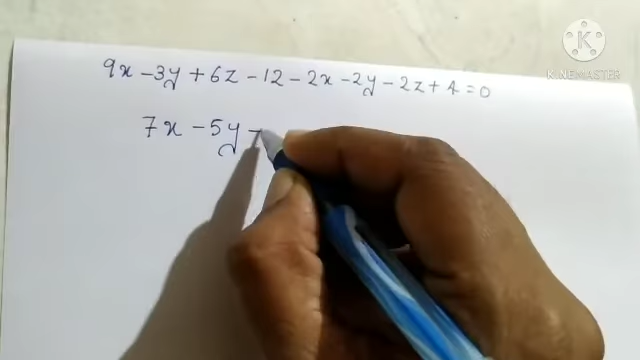 KINEMASTER
9x - 3y + 6z - 12 - 2x - 2y - 2z + 4 = 0
7x - 5y -